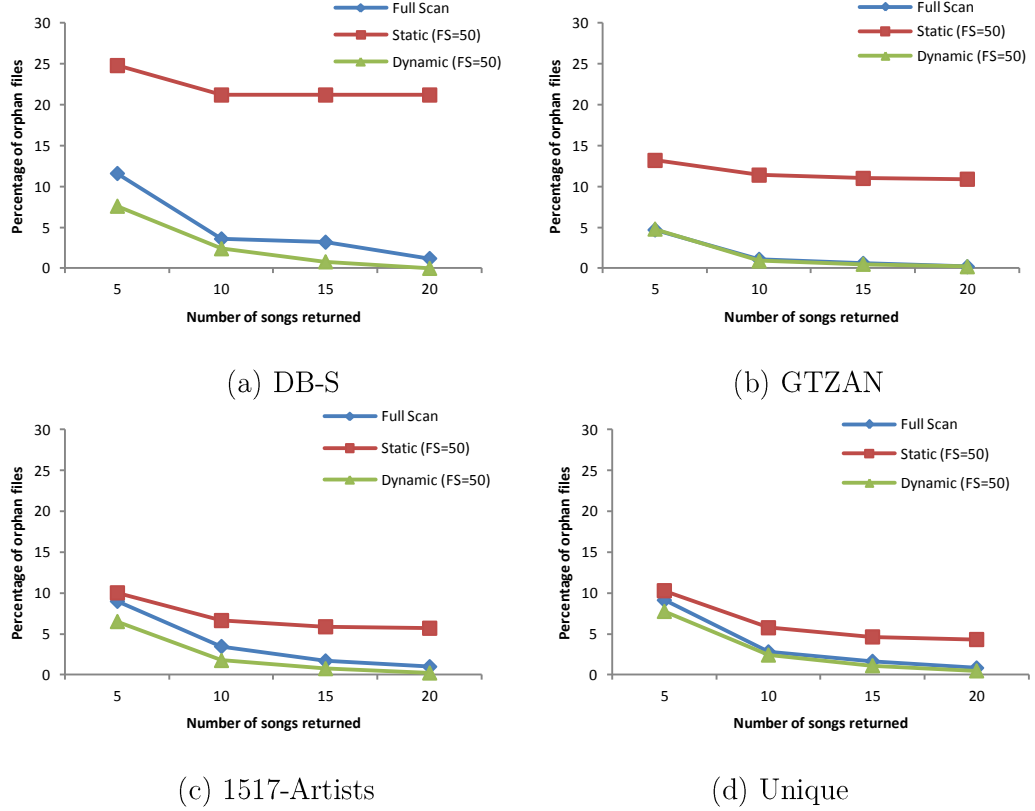 Full Scan
Static (FS=50)
Dynamic (FS=50)
Percentage of orphan files
30
25
20
15
10
5
0
5 10 15 20
Number of songs returned
(a) DB-S
Full Scan
Static (FS=50)
Dynamic (FS=50)
Percentage of orphan files
30
25
20
15
10
5
0
5 10 15 20
Number of songs returned
(b) GTZAN
Full Scan
Static (FS=50)
Dynamic (FS=50)
Percentage of orphan files
30
25
20
15
10
5
0
5 10 15 20
Number of songs returned
(c) 1517-Artists
Full Scan
Static (FS=50)
Dynamic (FS=50)
Percentage of orphan files
30
25
20
15
10
5
0
5 10 15 20
Number of songs returned
(d) Unique